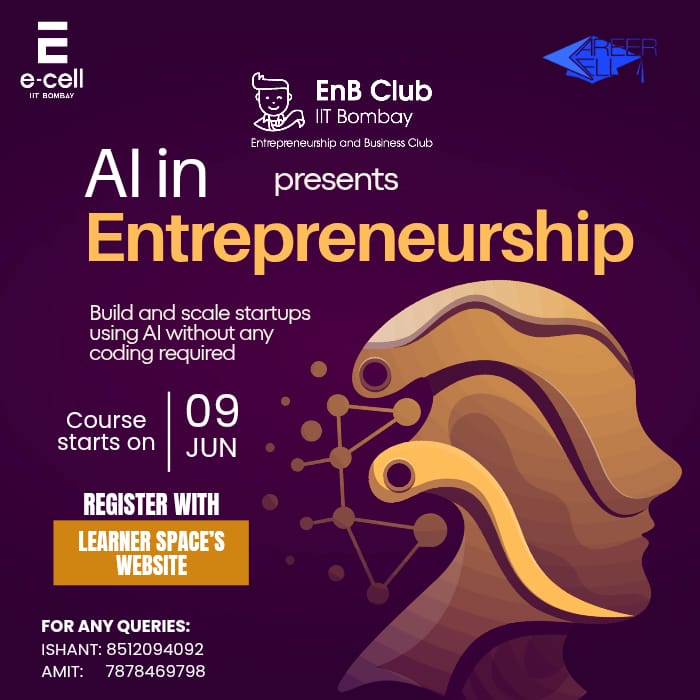 e-cell
IIT BOMBAY
CAREER
CELL
EnB Club
IIT Bombay
Entrepreneurship and Business Club
presents
AI in
Entrepreneurship
Build and scale startups
using AI without any
coding required
Course
starts on
09
JUN
REGISTER WITH
LEARNER SPACE'S
WEBSITE
FOR ANY QUERIES:
ISHANT: 8512094092
AMIT: 7878469798